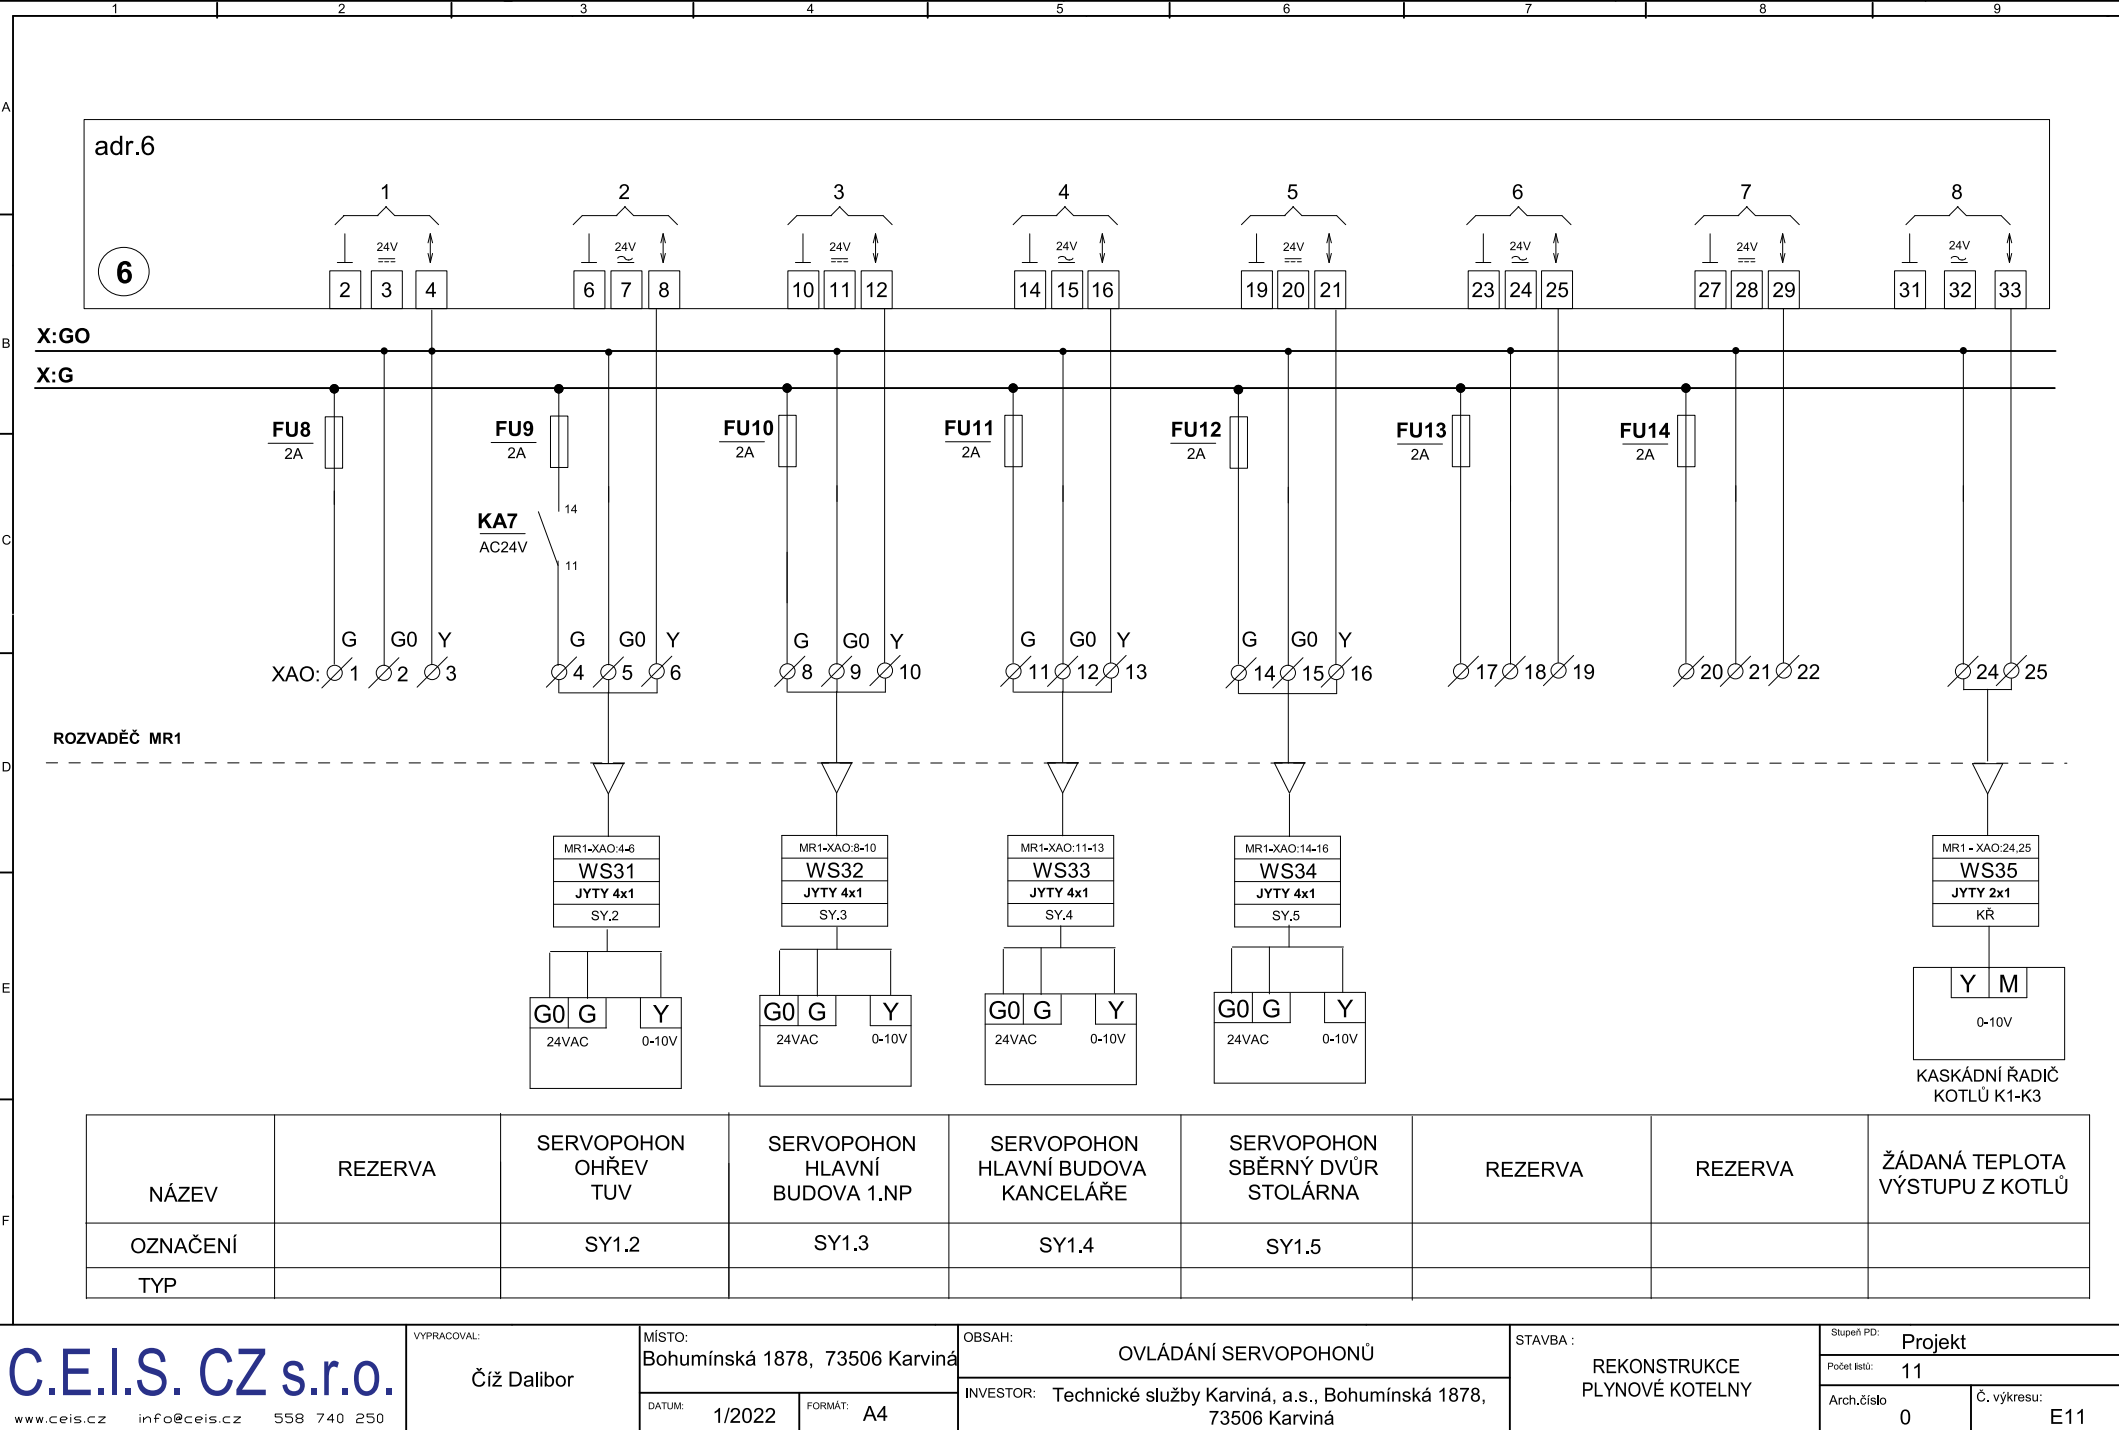 1 2 3 4 5 6 7 8 9
A
B
C
D
E
F
adr.6
6
1 2 3 4 5 6 7 8
24V 24V 24V 24V 24V 24V 24V 24V
2 3 4 6 7 8 10 11 12 14 15 16 19 20 21 23 24 25 27 28 29 31 32 33
X:GO
X:G
FU8
2A
FU9
2A
FU10
2A
FU11
2A
FU12
2A
FU13
2A
FU14
2A
KA7
AC24V
14
11
G G0 Y G G0 Y G G0 Y G G0 Y G G0 Y
XAO: 1 2 3 4 5 6 8 9 10 11 12 13 14 15 16 17 18 19 20 21 22 24 25
ROZVADĚČ MR1
MR1-XAO:4-6
WS31
JYTY 4x1
SY.2
MR1-XAO:8-10
WS32
JYTY 4x1
SY.3
MR1-XAO:11-13
WS33
JYTY 4x1
SY.4
MR1-XAO:14-16
WS34
JYTY 4x1
SY.5
MR1 - XAO:24,25
WS35
JYTY 2x1
KŘ
G0 G Y
24VAC 0-10V
G0 G Y
24VAC 0-10V
G0 G Y
24VAC 0-10V
G0 G Y
24VAC 0-10V
Y M
0-10V
KASKÁDNÍ ŘADIČ
KOTLŮ K1-K3
NÁZEV
REZERVA
SERVOPOHON
OHŘEV
TUV
SERVOPOHON
HLAVNÍ
BUDOVA 1.NP
SERVOPOHON
HLAVNÍ BUDOVA
KANCELÁŘE
SERVOPOHON
SBĚRNÝ DVŮR
STOLÁRNA
REZERVA
REZERVA
ŽÁDANÁ TEPLOTA
VÝSTUPU Z KOTLŮ
OZNAČENÍ
SY1.2
SY1.3
SY1.4
SY1.5
TYP
C.E.I.S. CZ s.r.o.
www.ceis.cz info@ceis.cz 558 740 250
VYPRACOVAL:
Číž Dalibor
MÍSTO:
Bohumínská 1878, 73506 Karviná
DATUM:
1/2022
FORMÁT:
A4
OBSAH:
OVLÁDÁNÍ SERVOPOHONŮ
INVESTOR:
Technické služby Karviná, a.s., Bohumínská 1878,
73506 Karviná
STAVBA :
REKONSTRUKCE
PLYNOVÉ KOTELNY
Stupeň PD:
Projekt
Počet listů:
11
Arch.číslo
0
Č. výkresu:
E11